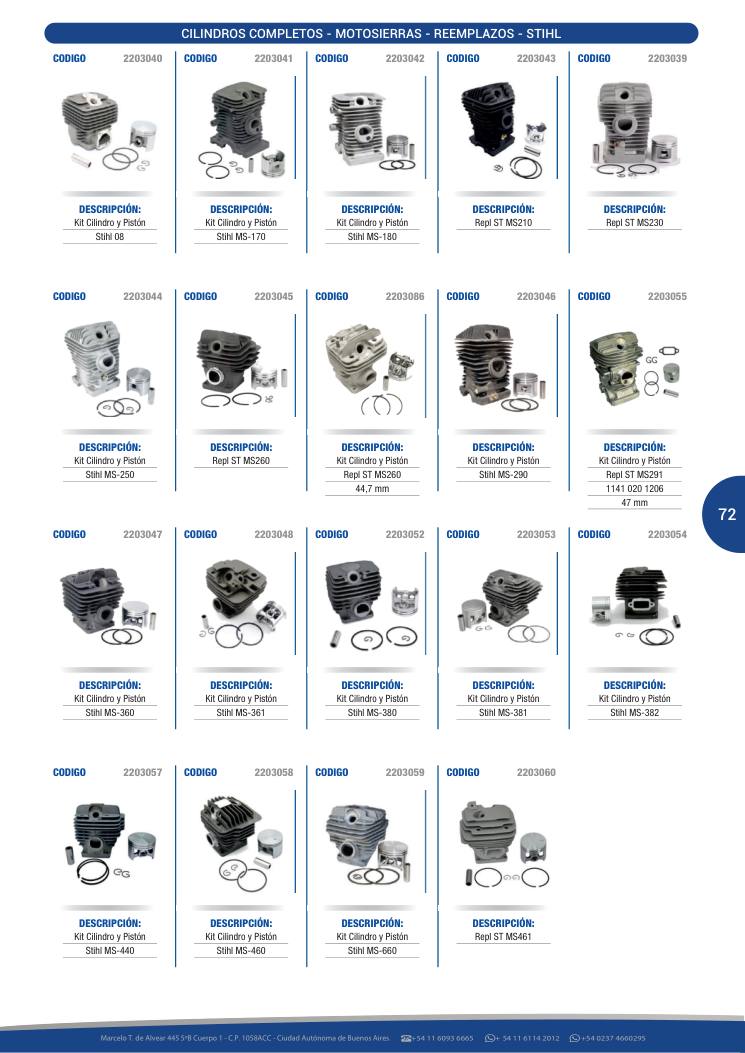 CILINDROS COMPLETOS - MOTOSIERRAS - REEMPLAZOS - STIHL
CODIGO 2203040
DESCRIPCIÓN:
Kit Cilindro y Pistón
Stihl 08
CODIGO 2203041
DESCRIPCIÓN:
Kit Cilindro y Pistón
Stihl MS-170
CODIGO 2203042
DESCRIPCIÓN:
Kit Cilindro y Pistón
Stihl MS-180
CODIGO 2203043
DESCRIPCIÓN:
Repl ST MS210
CODIGO 2203039
DESCRIPCIÓN:
Repl ST MS230
CODIGO 2203044
DESCRIPCIÓN:
Kit Cilindro y Pistón
Stihl MS-250
CODIGO 2203045
DESCRIPCIÓN:
Repl ST MS260
CODIGO 2203086
DESCRIPCIÓN:
Kit Cilindro y Pistón
Repl ST MS260
44,7 mm
CODIGO 2203046
DESCRIPCIÓN:
Kit Cilindro y Pistón
Stihl MS-290
CODIGO 2203055
DESCRIPCIÓN:
Kit Cilindro y Pistón
Repl ST MS291
1141 020 1206
47 mm
72
CODIGO 2203047
DESCRIPCIÓN:
Kit Cilindro y Pistón
Stihl MS-360
CODIGO 2203048
DESCRIPCIÓN:
Kit Cilindro y Pistón
Stihl MS-361
CODIGO 2203052
DESCRIPCIÓN:
Kit Cilindro y Pistón
Stihl MS-380
CODIGO 2203053
DESCRIPCIÓN:
Kit Cilindro y Pistón
Stihl MS-381
CODIGO 2203054
DESCRIPCIÓN:
Kit Cilindro y Pistón
Stihl MS-382
CODIGO 2203057
DESCRIPCIÓN:
Kit Cilindro y Pistón
Stihl MS-440
CODIGO 2203058
DESCRIPCIÓN:
Kit Cilindro y Pistón
Stihl MS-460
CODIGO 2203059
DESCRIPCIÓN:
Kit Cilindro y Pistón
Stihl MS-660
CODIGO 2203060
DESCRIPCIÓN:
Repl ST MS461
Marcelo T. de Alvear 445 5ºB Cuerpo 1 - C.P. 1058ACC - Ciudad Autónoma de Buenos Aires. +54 11 6093 6665 + 54 11 6114 2012 +54 0237 4660295